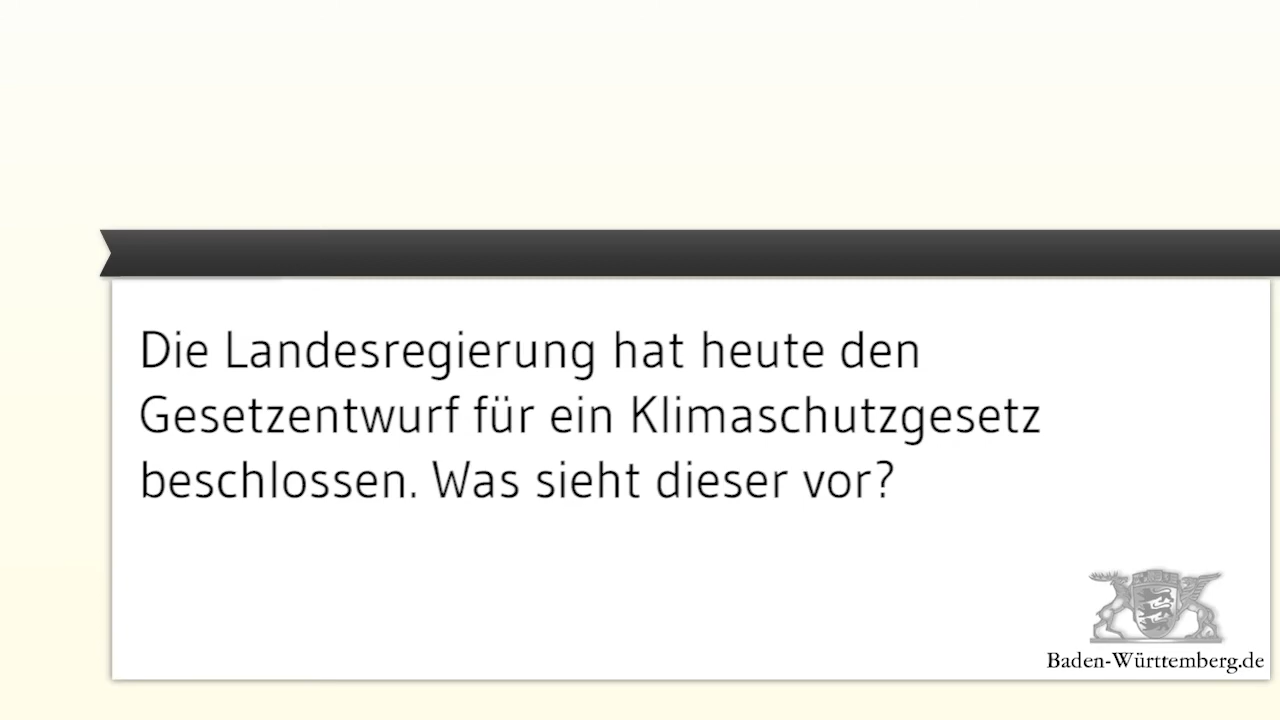 Die Landesregierung hat heute den
Gesetzentwurf für ein Klimaschutzgesetz
beschlossen. Was sieht dieser vor?
Baden-Württemberg.de